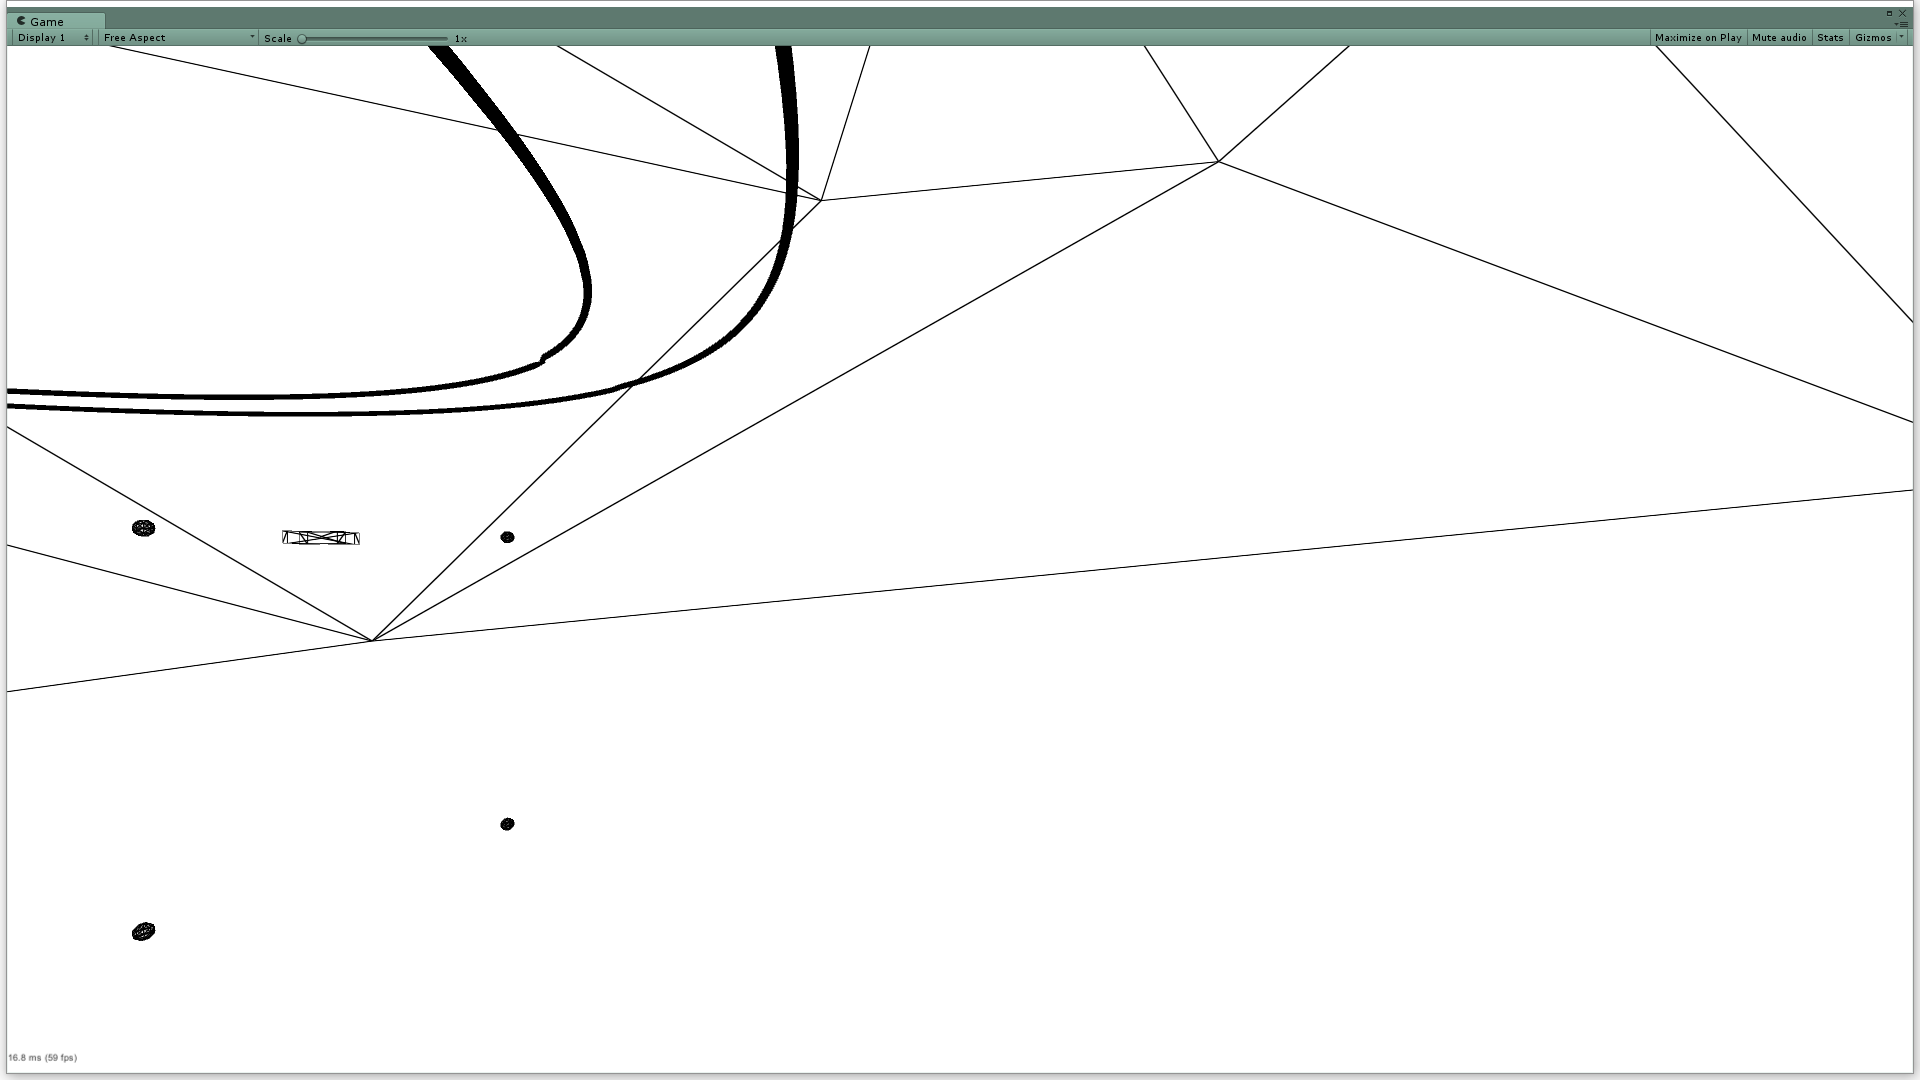 Game
Display 1 Free Aspect Scale 1x Maximize on Play Mute audio Stats Gizmos
16.8 ms (59 fps)